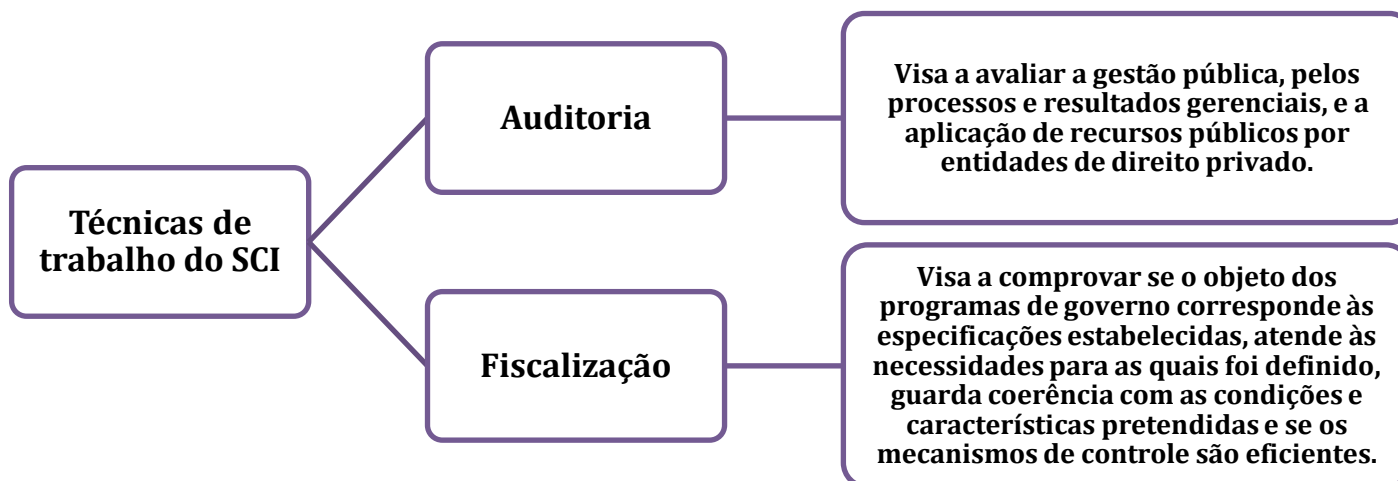 Técnicas de
trabalho do SCI
Auditoria
Visa a avaliar a gestão pública, pelos
processos e resultados gerenciais, e a
aplicação de recursos públicos por
entidades de direito privado.
Fiscalização
Visa a comprovar se o objeto dos
programas de governo corresponde às
especificações estabelecidas, atende às
necessidades para as quais foi definido,
guarda coerência com as condições e
características pretendidas e se os
mecanismos de controle são eficientes.